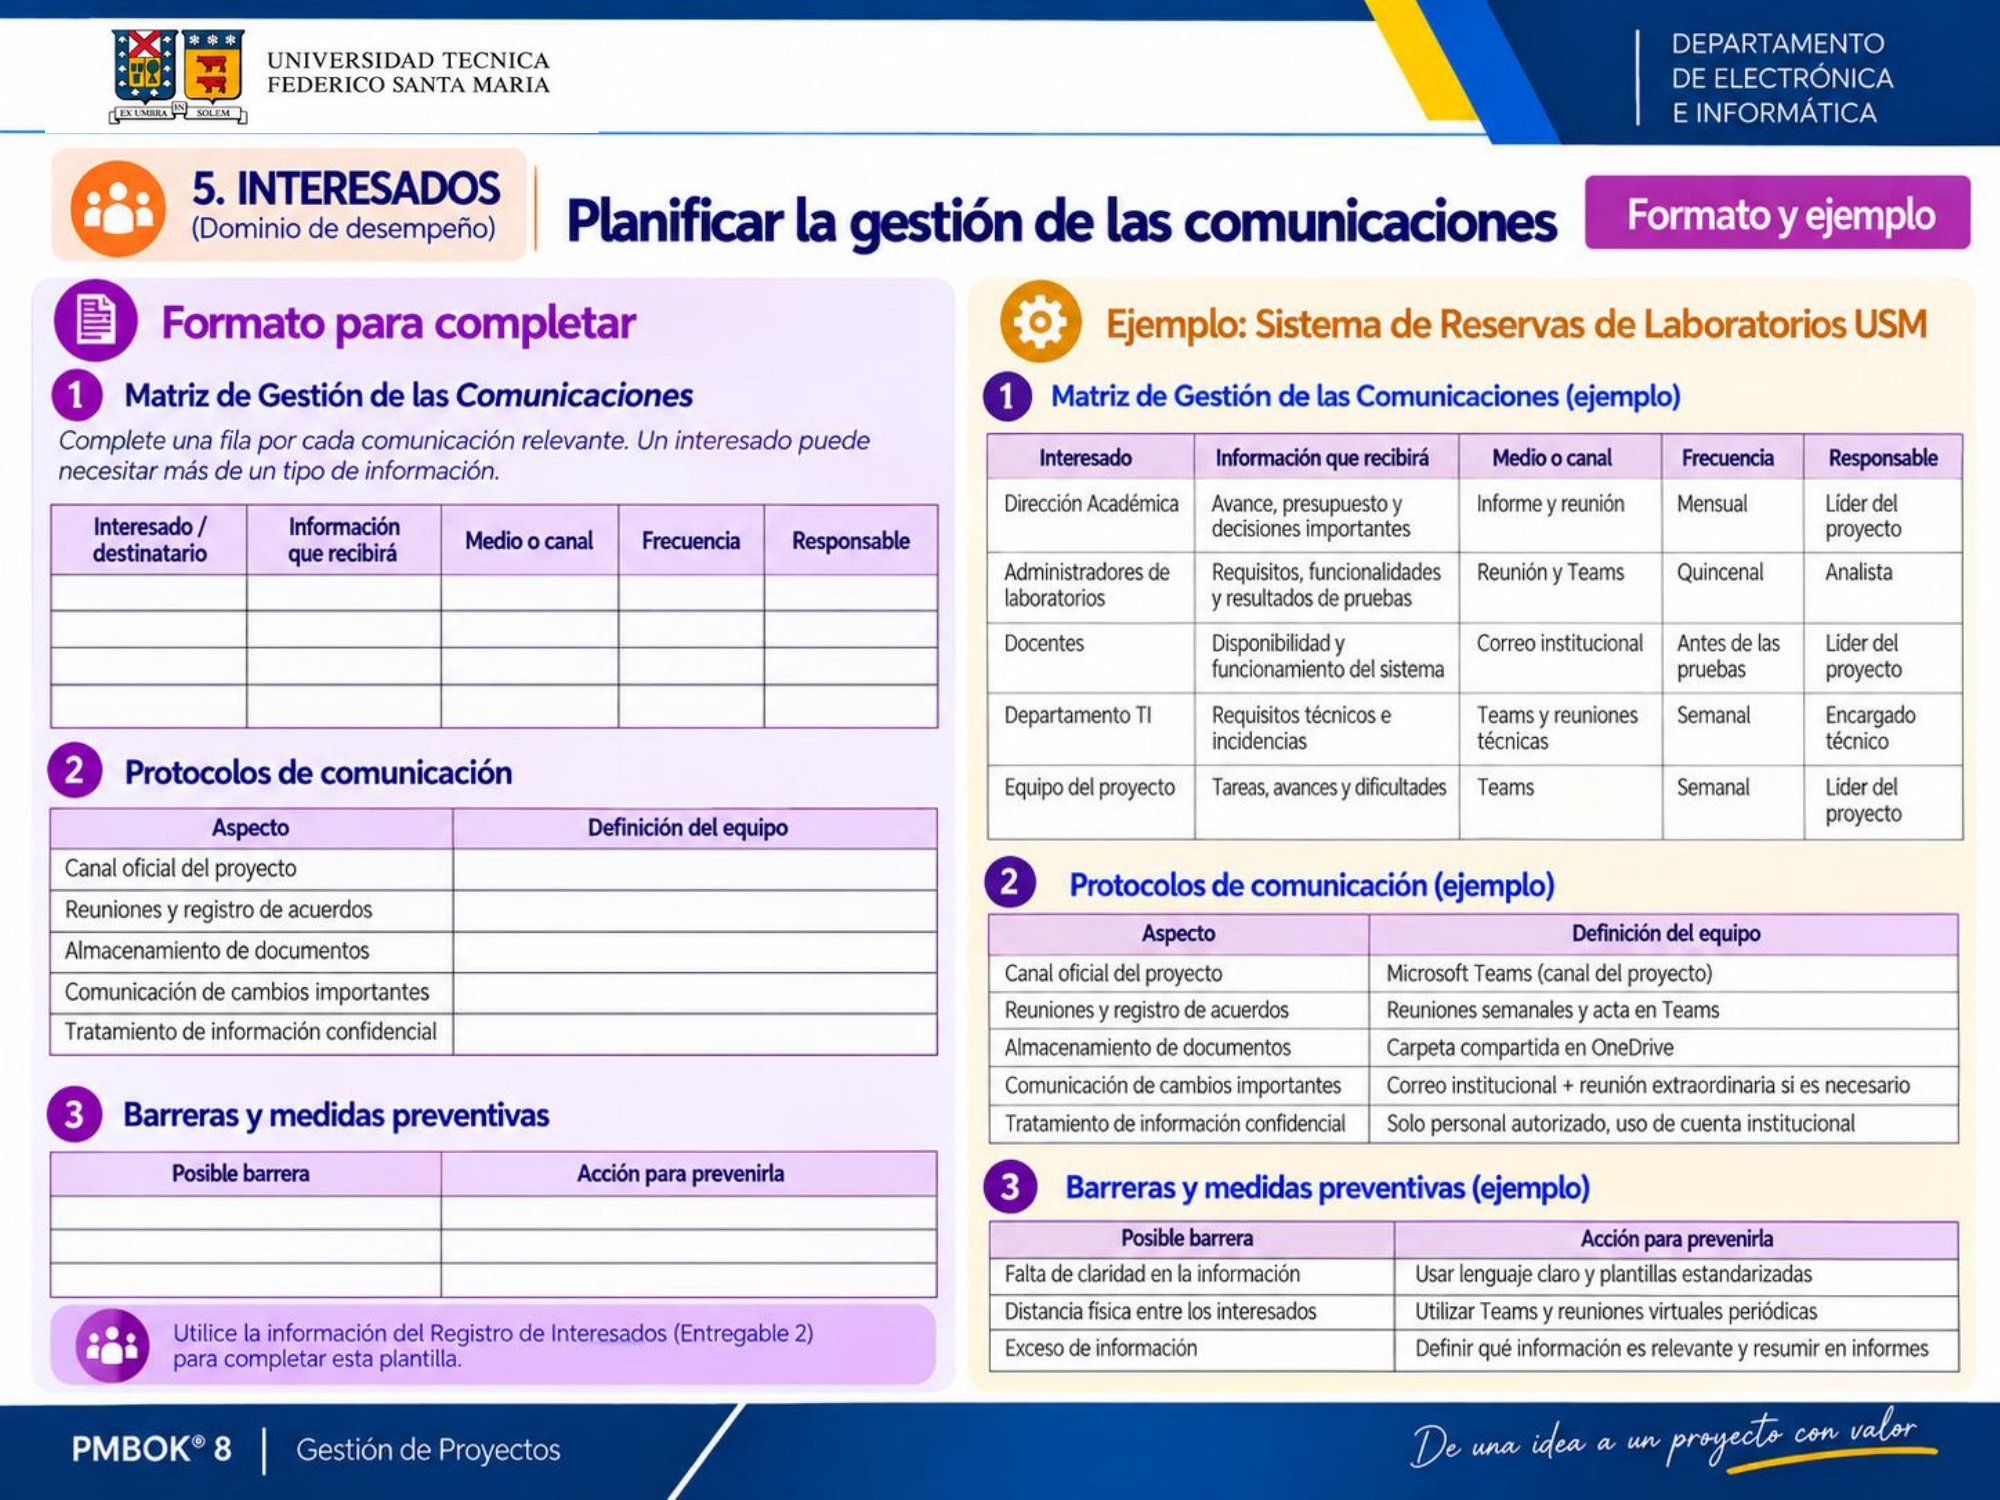 UNIVERSIDAD TECNICA
FEDERICO SANTA MARIA
EX UMBRA IN SOLEM
DEPARTAMENTO
DE ELECTRÓNICA
E INFORMÁTICA
5. INTERESADOS
(Dominio de desempeño)
Planificar la gestión de las comunicaciones
Formato y ejemplo
Formato para completar
1 Matriz de Gestión de las Comunicaciones
Complete una fila por cada comunicación relevante. Un interesado puede
necesitar más de un tipo de información.
Interesado / destinatario | Información que recibirá | Medio o canal | Frecuencia | Responsable
2 Protocolos de comunicación
Aspecto | Definición del equipo
Canal oficial del proyecto
Reuniones y registro de acuerdos
Almacenamiento de documentos
Comunicación de cambios importantes
Tratamiento de información confidencial
3 Barreras y medidas preventivas
Posible barrera | Acción para prevenirla
Utilice la información del Registro de Interesados (Entregable 2)
para completar esta plantilla.
Ejemplo: Sistema de Reservas de Laboratorios USM
1 Matriz de Gestión de las Comunicaciones (ejemplo)
Interesado | Información que recibirá | Medio o canal | Frecuencia | Responsable
Dirección Académica | Avance, presupuesto y decisiones importantes | Informe y reunión | Mensual | Líder del proyecto
Administradores de laboratorios | Requisitos, funcionalidades y resultados de pruebas | Reunión y Teams | Quincenal | Analista
Docentes | Disponibilidad y funcionamiento del sistema | Correo institucional | Antes de las pruebas | Líder del proyecto
Departamento TI | Requisitos técnicos e incidencias | Teams y reuniones técnicas | Semanal | Encargado técnico
Equipo del proyecto | Tareas, avances y dificultades | Teams | Semanal | Líder del proyecto
2 Protocolos de comunicación (ejemplo)
Aspecto | Definición del equipo
Canal oficial del proyecto | Microsoft Teams (canal del proyecto)
Reuniones y registro de acuerdos | Reuniones semanales y acta en Teams
Almacenamiento de documentos | Carpeta compartida en OneDrive
Comunicación de cambios importantes | Correo institucional + reunión extraordinaria si es necesario
Tratamiento de información confidencial | Solo personal autorizado, uso de cuenta institucional
3 Barreras y medidas preventivas (ejemplo)
Posible barrera | Acción para prevenirla
Falta de claridad en la información | Usar lenguaje claro y plantillas estandarizadas
Distancia física entre los interesados | Utilizar Teams y reuniones virtuales periódicas
Exceso de información | Definir qué información es relevante y resumir en informes
PMBOK® 8 | Gestión de Proyectos
De una idea a un proyecto con valor